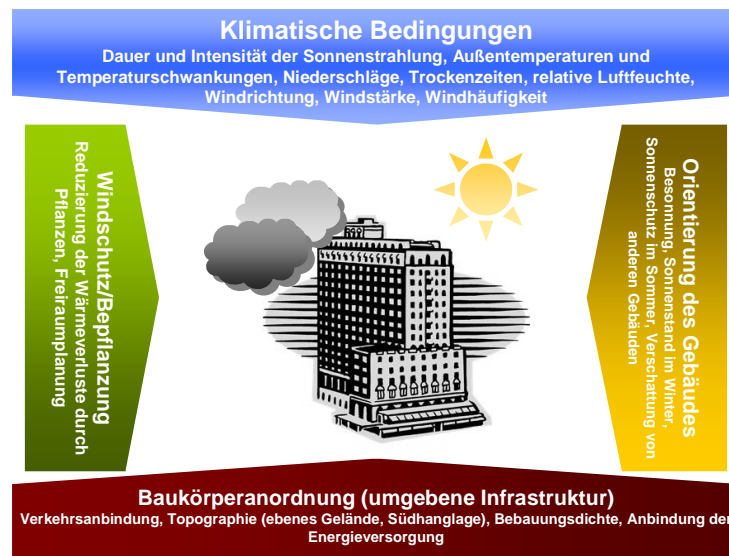 Klimatische Bedingungen
Dauer und Intensität der Sonnenstrahlung, Außentemperaturen und
Temperaturschwankungen, Niederschläge, Trockenzeiten, relative Luftfeuchte,
Windrichtung, Windstärke, Windhäufigkeit
Windschutz/Bepflanzung
Reduzierung der Wärmeverluste durch
Pflanzen, Freiraumplanung
Orientierung des Gebäudes
Besonnung, Sonnenstand im Winter,
Sonnenschutz im Sommer, Verschattung von
anderen Gebäuden
Baukörperanordnung (umgebene Infrastruktur)
Verkehrsanbindung, Topographie (ebenes Gelände, Südhanglage), Bebauungsdichte, Anbindung der
Energieversorgung